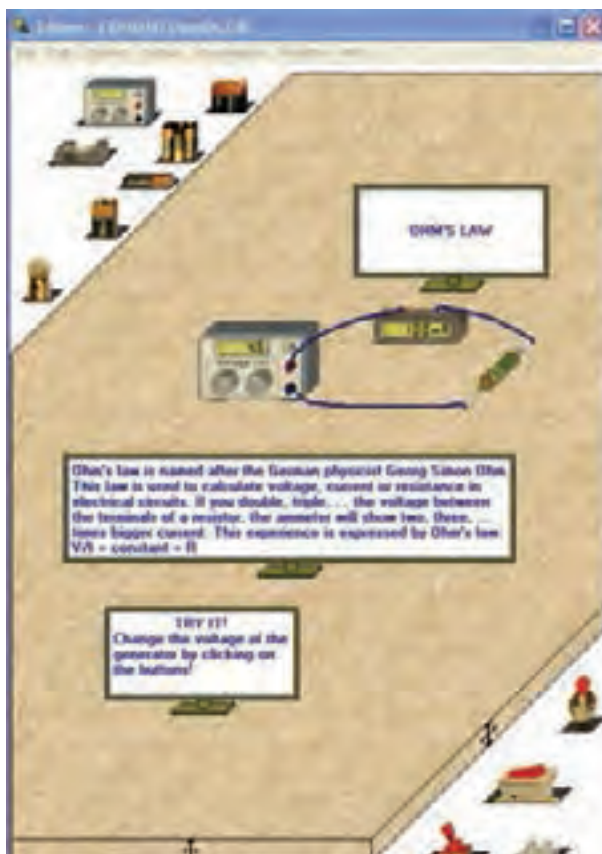 OHM'S LAW
Ohm's law is named after the German physicist Georg Simon Ohm
This law is used to calculate voltage, current or resistance in
electrical circuits. If you double, triple. . . the voltage between
the terminals of a resistor, the ammeter will show two, three,
times bigger current. This experience is expressed by Ohm's law
V/I = constant = R
TRY IT!
Change the voltage of the
generator by clicking on
the buttons!